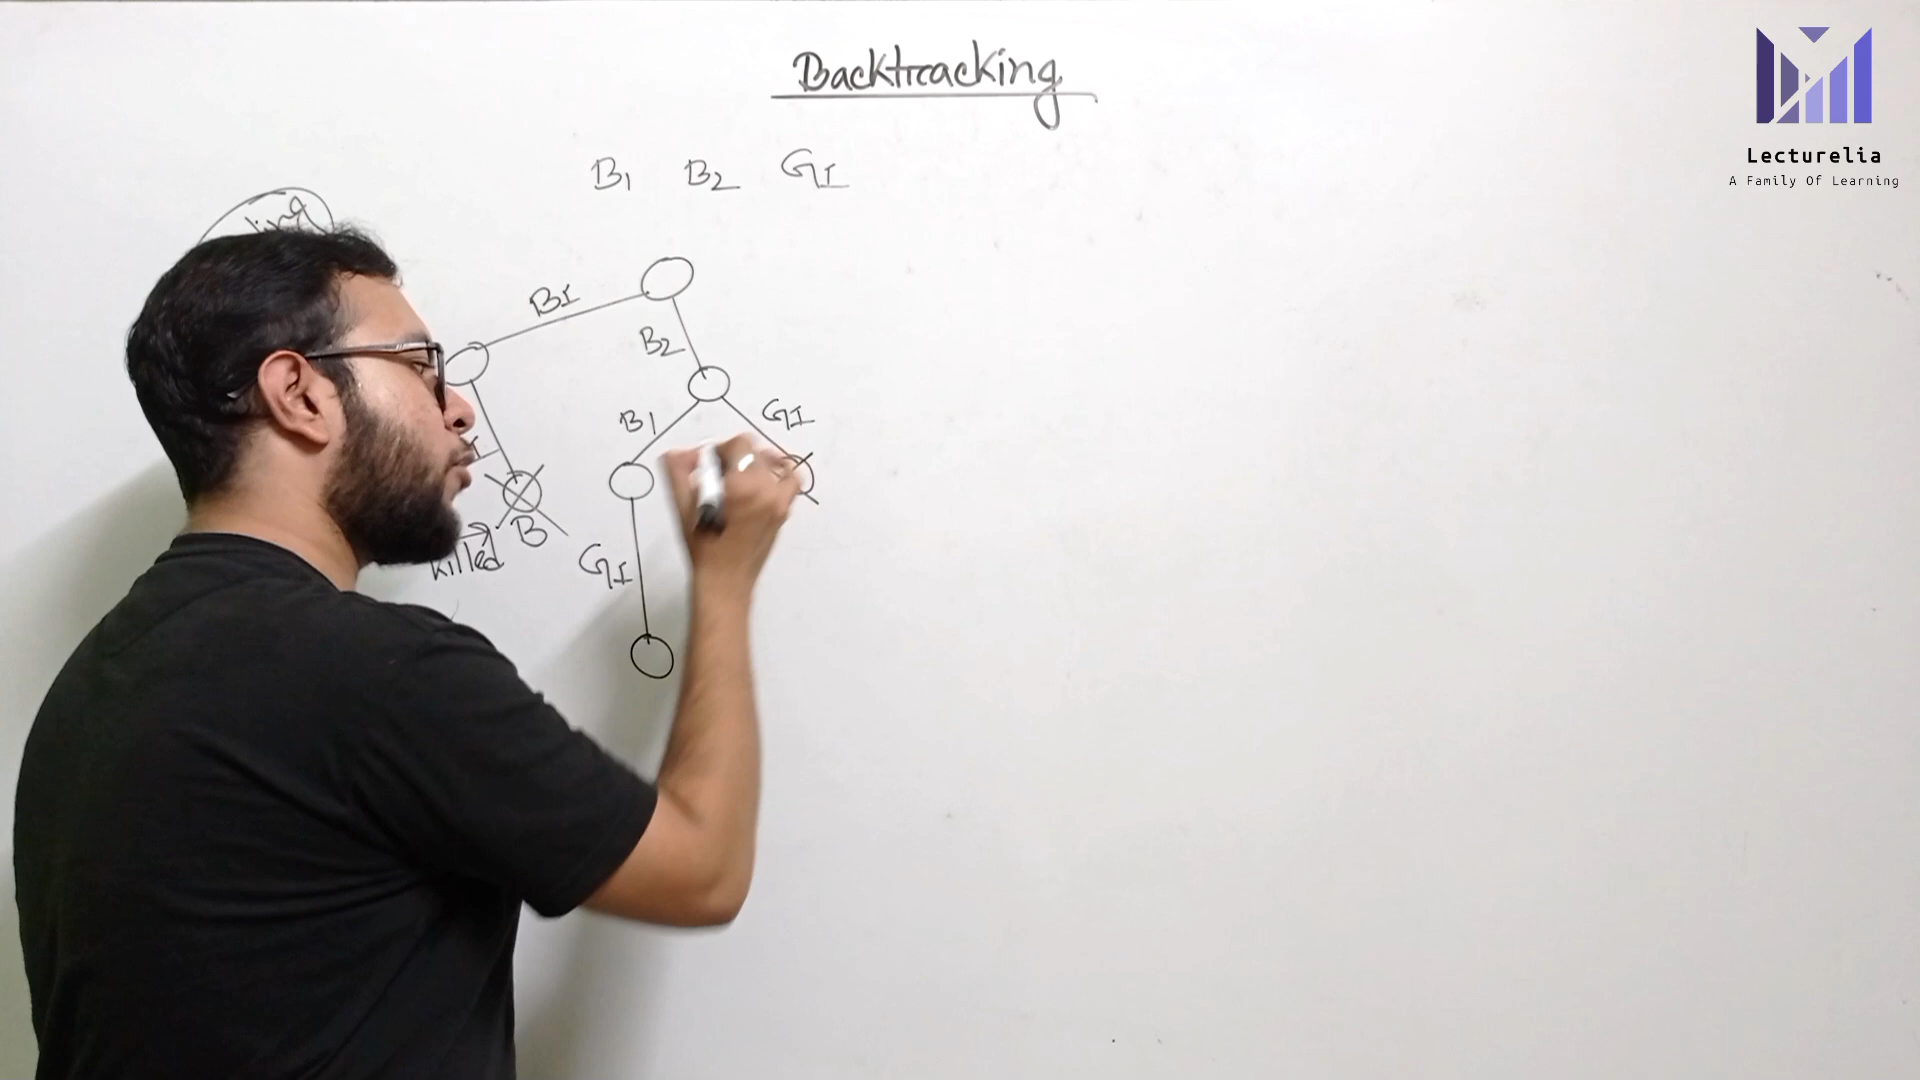 Backtracking
Lecturelia
A Family Of Learning
B1 B2 G1
B1
B2
B1
G1
B
killed
G1